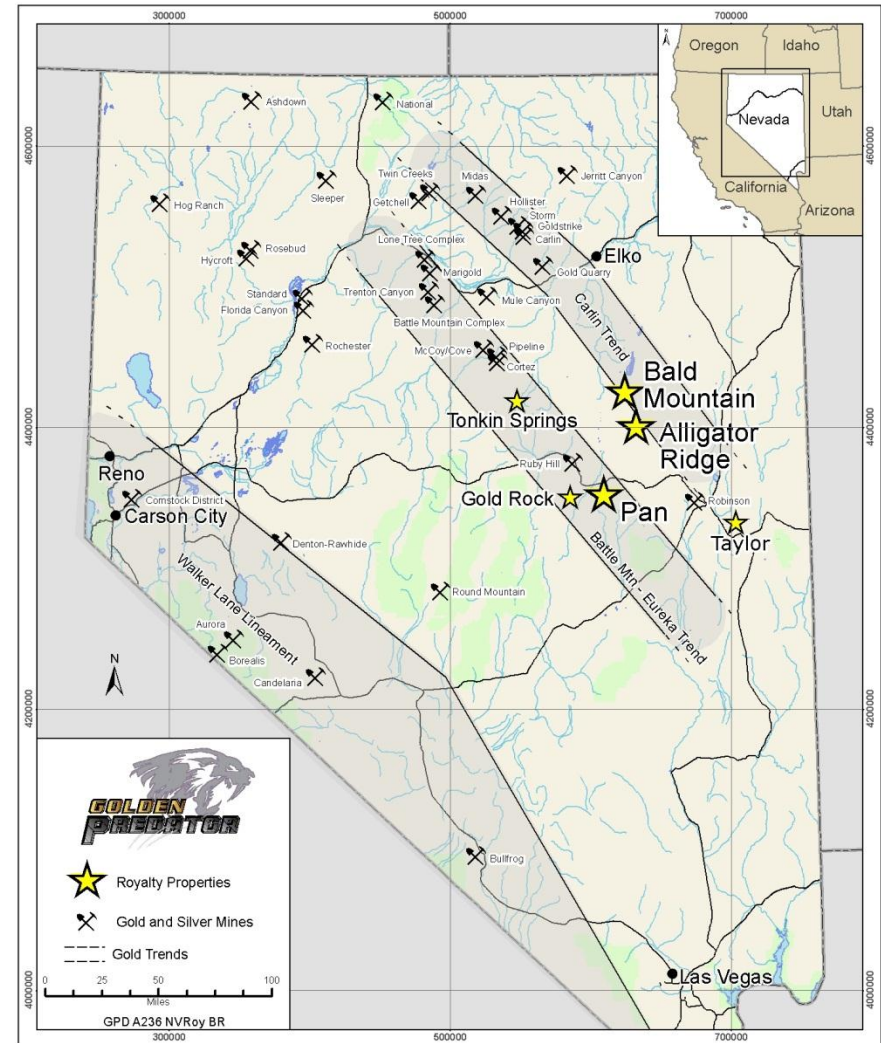 300000
500000
700000
N
Oregon
Idaho
Nevada
Utah
California
Arizona
4600000
4600000
Ashdown
National
Twin Creeks
Midas
Jerritt Canyon
Getchell
Hollister
Sleeper
Hog Ranch
Storm
Goldstrike
Carlin
Rosebud
Hycroft
Lone Tree Complex
Elko
Marigold
Gold Quarry
Standard
Trenton Canyon
Mule Canyon
Florida Canyon
Battle Mountain Complex
Carlin Trend
Rochester
McCoy/Cove
Pipeline
Cortez
Bald
Mountain
Tonkin Springs
4400000
4400000
Alligator
Ridge
Reno
Ruby Hill
Comstock District
Gold Rock
Pan
Robinson
Carson City
Taylor
Denton-Rawhide
Battle Mtn - Eureka Trend
Walker Lane Lineament
Round Mountain
Aurora
Borealis
Candelaria
N
4200000
4200000
GOLDEN
PREDATOR
Bullfrog
Royalty Properties
Gold and Silver Mines
Gold Trends
0 25 50 100
Miles
GPD A236 NVRoy BR
Las Vegas
4000000
4000000
300000
500000
700000